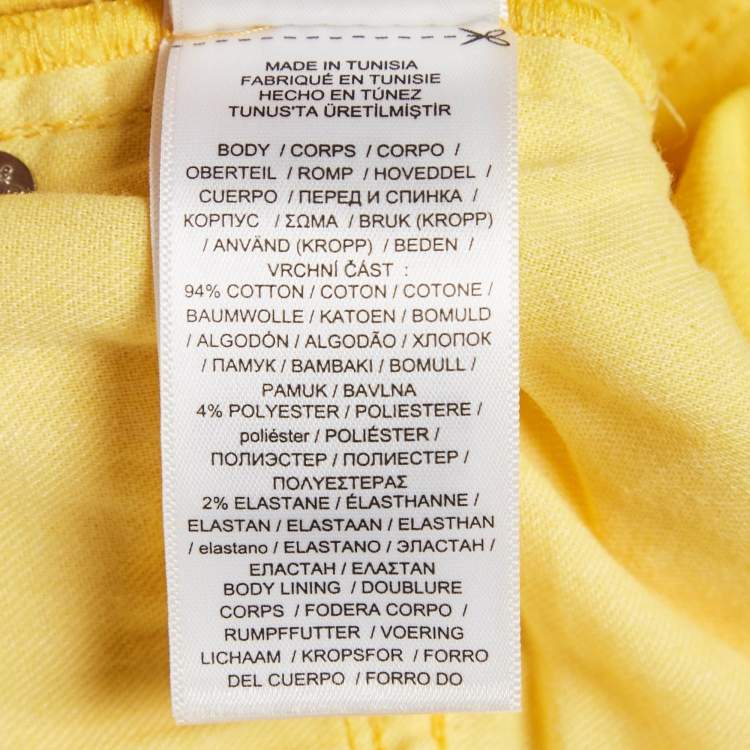 MADE IN TUNISIA
FABRIQUÉ EN TUNISIE
HECHO EN TÚNEZ
TUNUS'TA ÜRETİLMİŞTİR
BODY / CORPS / CORPO /
OBERTEIL / ROMP / HOVEDDEL /
CUERPO / ПЕРЕД И СПИНКА /
КОРПУС / ΣΩΜΑ / BRUK (KROPP)
/ ANVÄND (KROPP) / BEDEN /
VRCHNÍ ČÁST :
94% COTTON / COTON / COTONE /
BAUMWOLLE / KATOEN / BOMULD
/ ALGODÓN / ALGODÃO / ХЛОПОК
/ ПАМУК / BAMBAKI / BOMULL /
PAMUK / BAVLNA
4% POLYESTER / POLIESTERE /
poliéster / POLIÉSTER /
ПОЛИЭСТЕР / ПОЛИЕСТЕР /
ΠΟΛΥΕΣΤΕΡΑΣ
2% ELASTANE / ÉLASTHANNE /
ELASTAN / ELASTAAN / ELASTHAN
/ elastano / ELASTANO / ЭЛАСТАН /
ЕЛАСТАН / ΕΛΑΣΤΑΝ
BODY LINING / DOUBLURE
CORPS / FODERA CORPO /
RUMPFFUTTER / VOERING
LICHAAM / KROPSFOR / FORRO
DEL CUERPO / FORRO DO